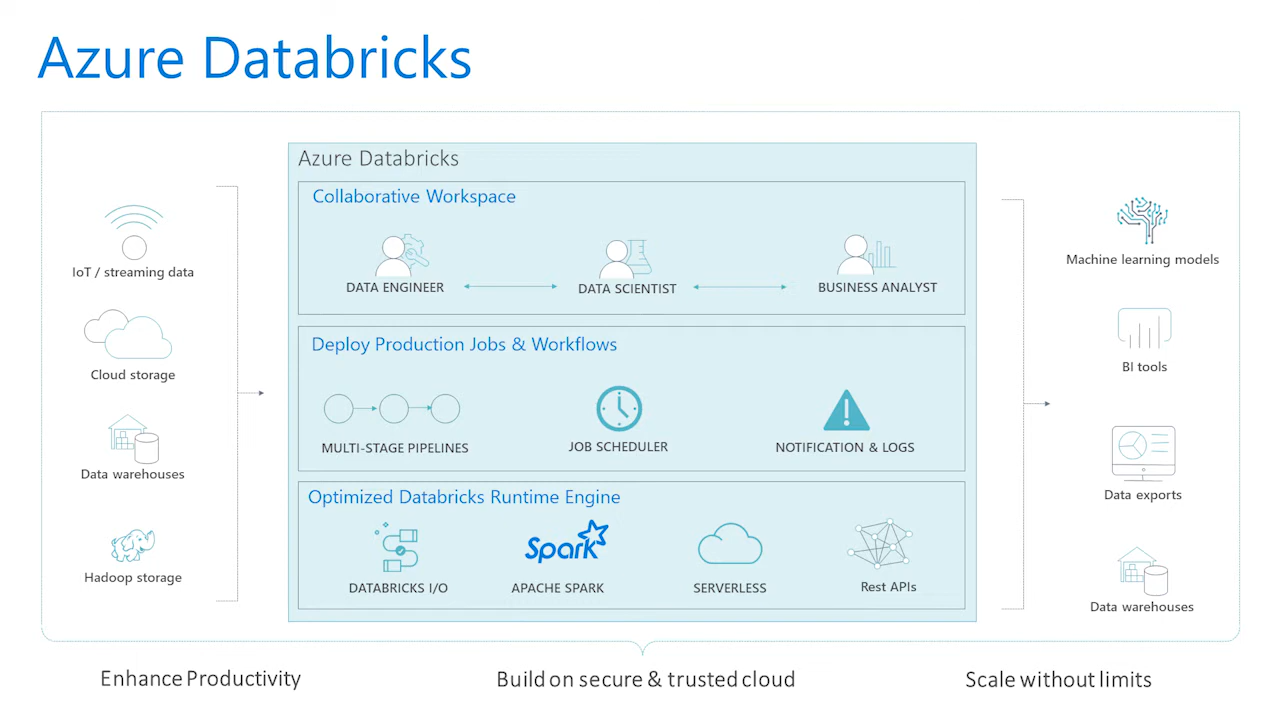 Azure Databricks
IoT / streaming data
Cloud storage
Data warehouses
Hadoop storage
Azure Databricks
Collaborative Workspace
DATA ENGINEER
DATA SCIENTIST
BUSINESS ANALYST
Deploy Production Jobs & Workflows
MULTI-STAGE PIPELINES
JOB SCHEDULER
NOTIFICATION & LOGS
Optimized Databricks Runtime Engine
Spark
DATABRICKS I/O
APACHE SPARK
SERVERLESS
Rest APIs
Machine learning models
BI tools
Data exports
Data warehouses
Enhance Productivity
Build on secure & trusted cloud
Scale without limits